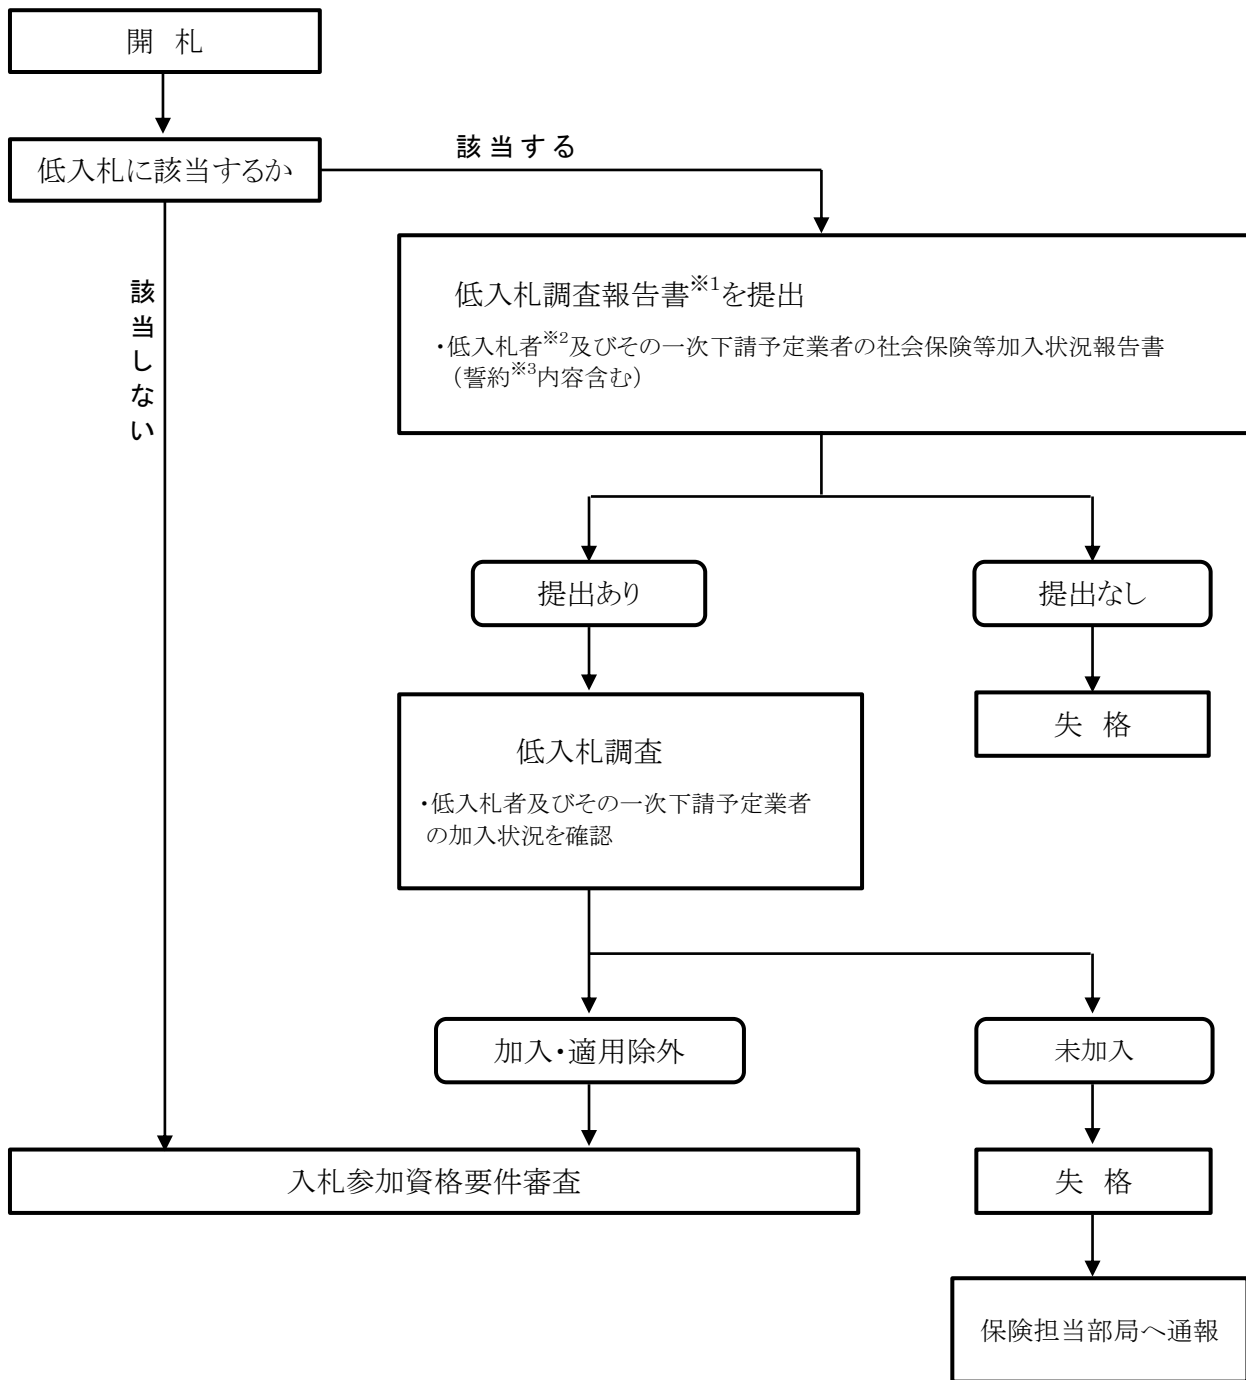 開 札
低入札に該当するか
該当する
該当しない
低入札調査報告書※1を提出
・低入札者※2及びその一次下請予定業者の社会保険等加入状況報告書
（誓約※3内容含む）
提出あり
提出なし
失 格
低入札調査
・低入札者及びその一次下請予定業者
の加入状況を確認
加入・適用除外
未加入
入札参加資格要件審査
失 格
保険担当部局へ通報